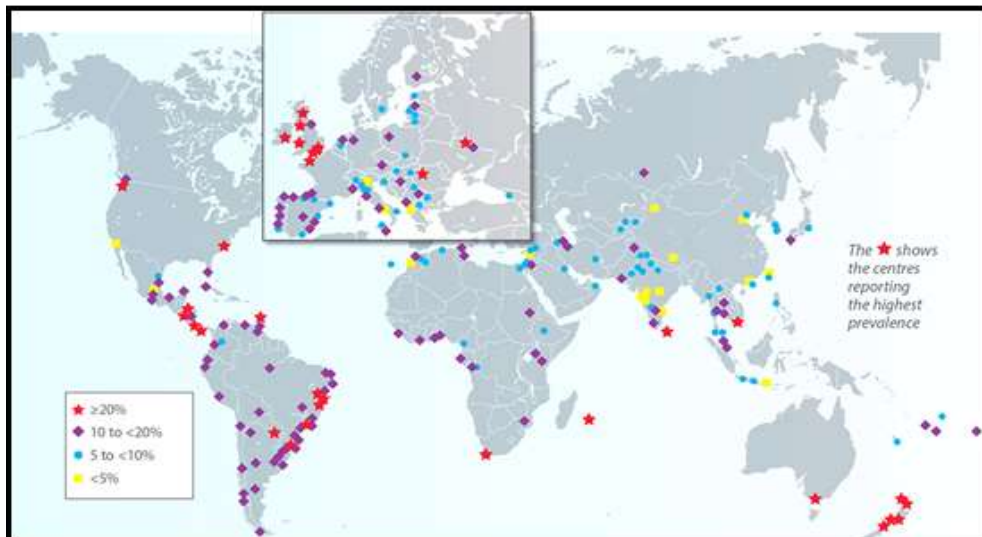 The ★ shows
the centres
reporting
the highest
prevalence
★ ≥20%
◆ 10 to <20%
● 5 to <10%
■ <5%